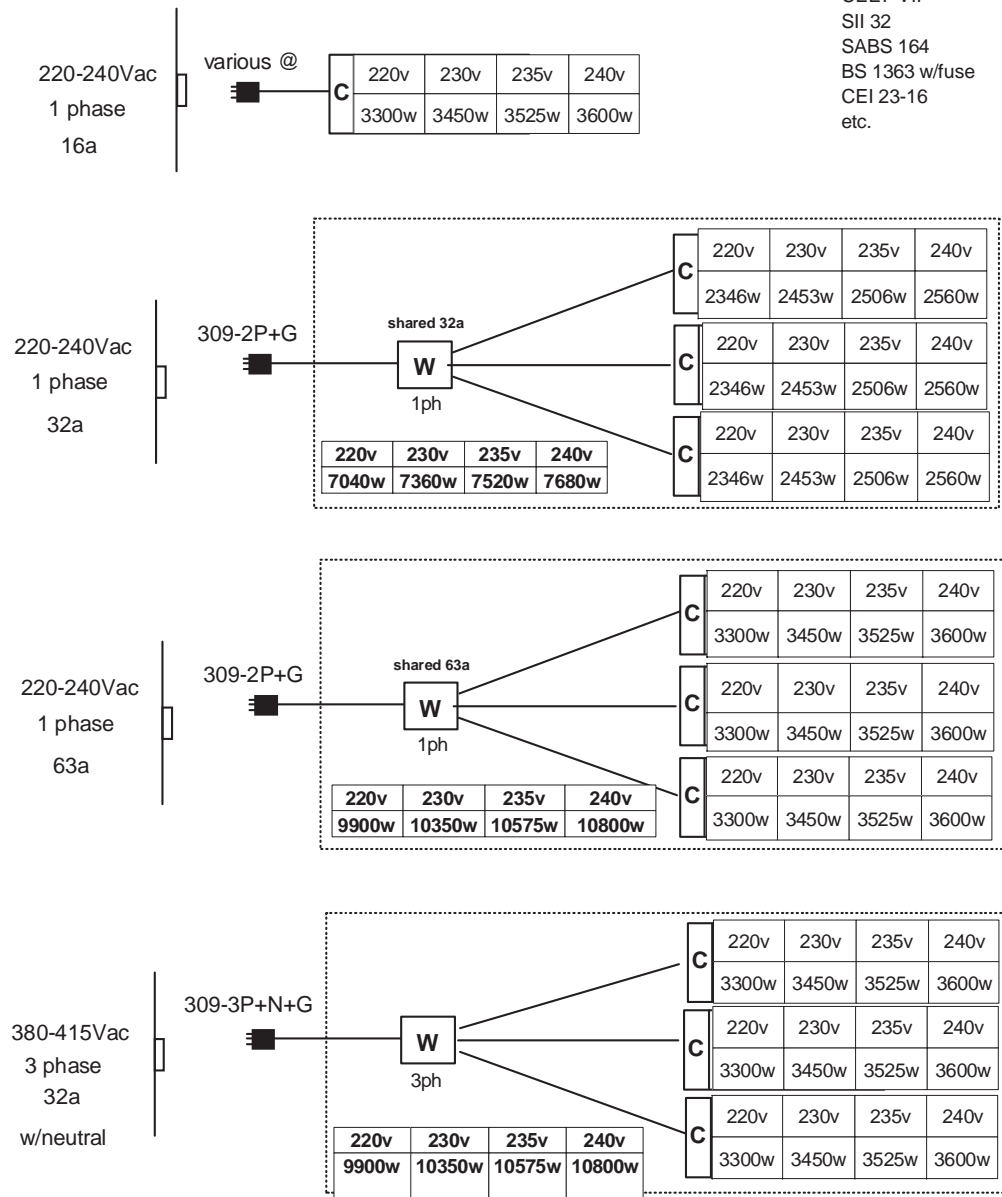 SII 32
SABS 164
BS 1363 w/fuse
CEI 23-16
etc.
220-240Vac
1 phase
16a
various @
C
220v 230v 235v 240v
3300w 3450w 3525w 3600w
220-240Vac
1 phase
32a
309-2P+G
shared 32a
W
1ph
220v 230v 235v 240v
7040w 7360w 7520w 7680w
C
220v 230v 235v 240v
2346w 2453w 2506w 2560w
C
220v 230v 235v 240v
2346w 2453w 2506w 2560w
C
220v 230v 235v 240v
2346w 2453w 2506w 2560w
220-240Vac
1 phase
63a
309-2P+G
shared 63a
W
1ph
220v 230v 235v 240v
9900w 10350w 10575w 10800w
C
220v 230v 235v 240v
3300w 3450w 3525w 3600w
C
220v 230v 235v 240v
3300w 3450w 3525w 3600w
C
220v 230v 235v 240v
3300w 3450w 3525w 3600w
380-415Vac
3 phase
32a
w/neutral
309-3P+N+G
W
3ph
220v 230v 235v 240v
9900w 10350w 10575w 10800w
C
220v 230v 235v 240v
3300w 3450w 3525w 3600w
C
220v 230v 235v 240v
3300w 3450w 3525w 3600w
C
220v 230v 235v 240v
3300w 3450w 3525w 3600w